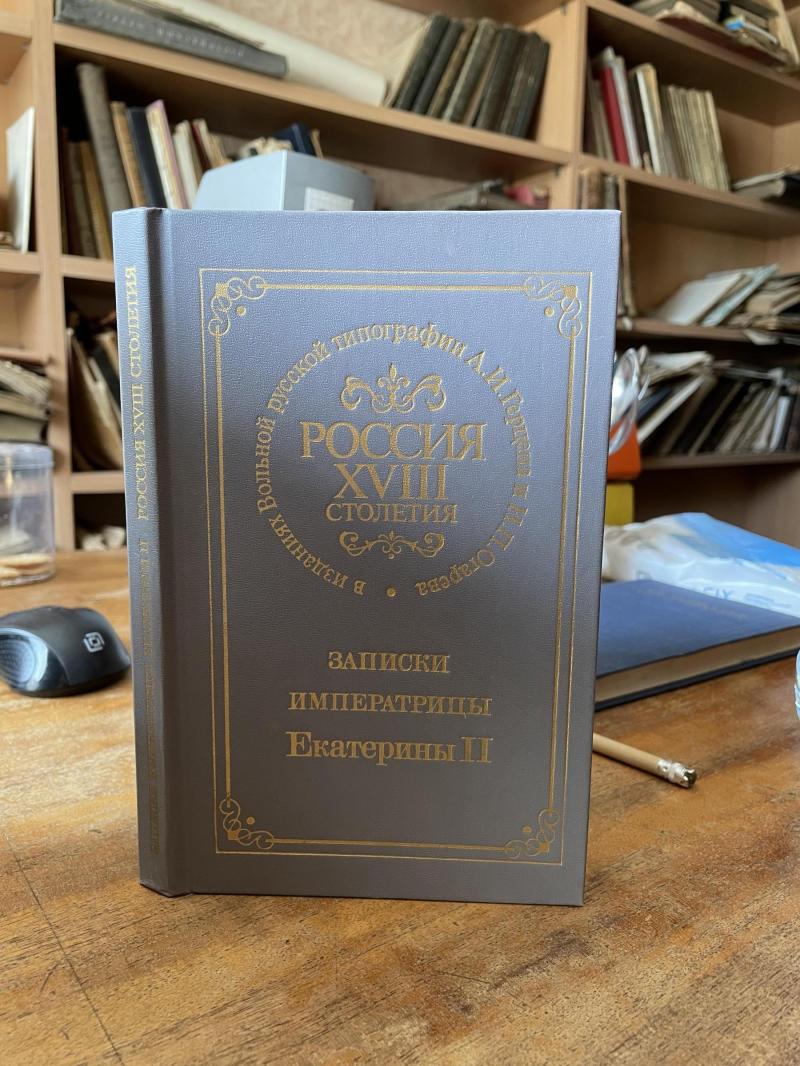 в изданиях Вольной русской типографии А.И.Герцена и Н.П.Огарева
РОССИЯ
XVIII
СТОЛЕТИЯ
ЗАПИСКИ
ИМПЕРАТРИЦЫ
Екатерины II
РОССИЯ XVIII СТОЛЕТИЯ